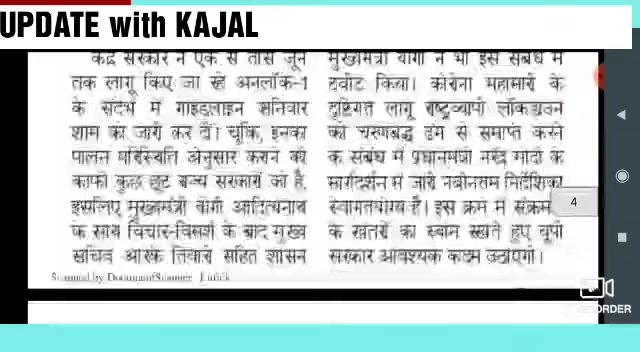 UPDATE with KAJAL
केंद्र सरकार ने एक से तीस जून
तक लागू किए जा रहे अनलॉक-1
के संदर्भ में गाइडलाइन शनिवार
शाम को जारी कर दी। चूंकि, इनका
पालन परिस्थिति अनुसार कराने की
काफी कुछ छूट राज्य सरकारों को है,
इसलिए मुख्यमंत्री योगी आदित्यनाथ
के साथ विचार-विमर्श के बाद मुख्य
सचिव आरके तिवारी सहित शासन
मुख्यमंत्री योगी ने भी इस संबंध में
ट्वीट किया। कोरोना महामारी के
दृष्टिगत लागू राष्ट्रव्यापी लॉकडाउन
को चरणबद्ध ढंग से समाप्त करने
के संबंध में प्रधानमंत्री नरेंद्र मोदी के
मार्गदर्शन में जारी नवीनतम निर्देशिका
स्वागतयोग्य है। इस क्रम में संक्रमण
के खतरों का ध्यान रखते हुए यूपी
सरकार आवश्यक कदम उठाएगी।
4
Scanned by DocumentScanner
ORDER